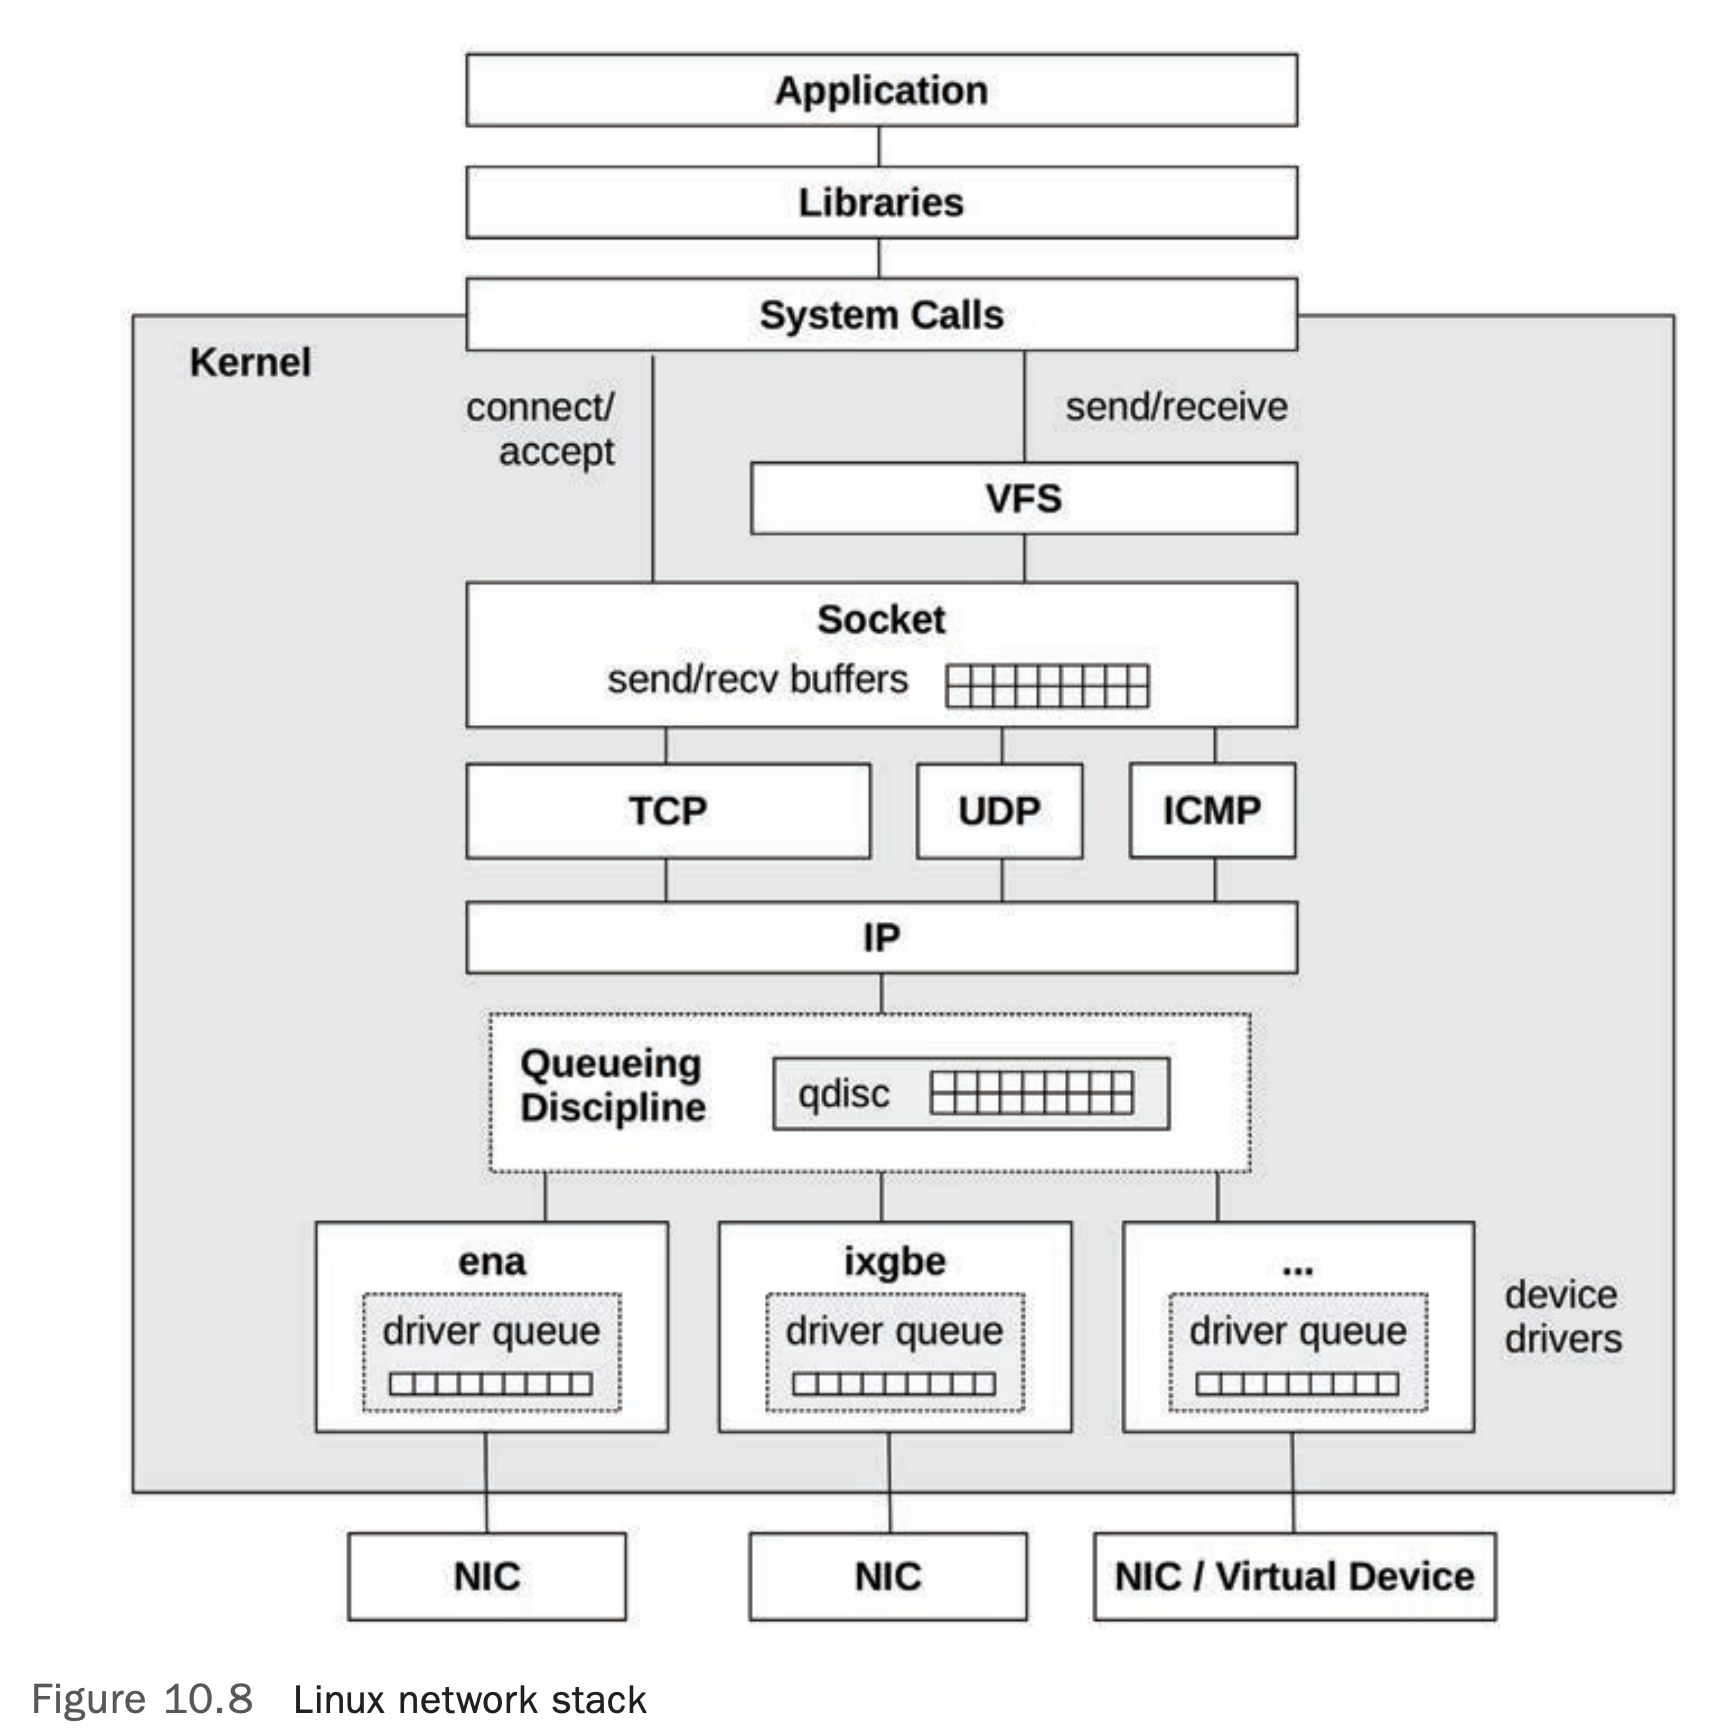 Application
Libraries
System Calls
Kernel
connect/
accept
send/receive
VFS
Socket
send/recv buffers
TCP
UDP
ICMP
IP
Queueing
Discipline
qdisc
ena
ixgbe
...
driver queue
driver queue
driver queue
device
drivers
NIC
NIC
NIC / Virtual Device
Figure 10.8 Linux network stack